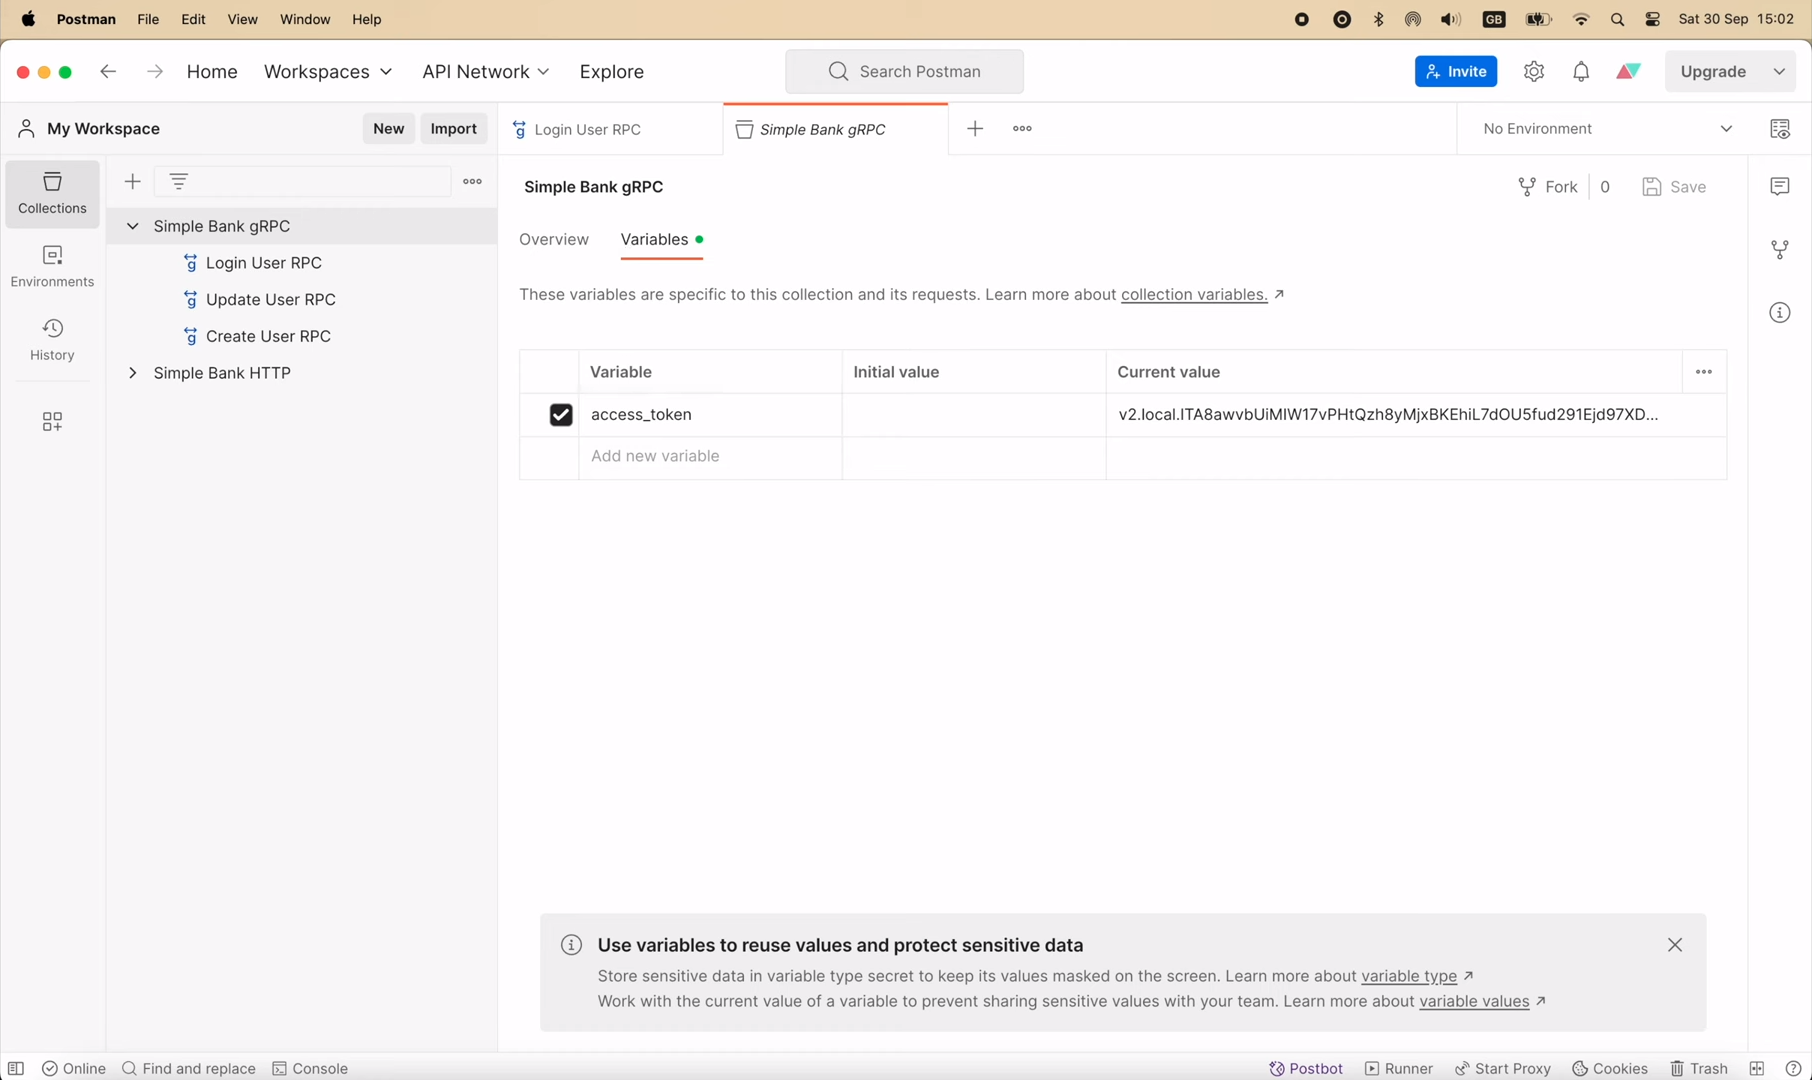 Postman File Edit View Window Help GB Sat 30 Sep 15:02
Home Workspaces API Network Explore Search Postman Invite Upgrade
My Workspace New Import Login User RPC Simple Bank gRPC No Environment
Collections
Environments
History
Simple Bank gRPC
Login User RPC
Update User RPC
Create User RPC
Simple Bank HTTP
Simple Bank gRPC Fork 0 Save
Overview Variables
These variables are specific to this collection and its requests. Learn more about collection variables. ↗
Variable Initial value Current value
access_token v2.local.ITA8awvbUiMIW17vPHtQzh8yMjxBKEhiL7dOU5fud291Ejd97XD...
Add new variable
Use variables to reuse values and protect sensitive data
Store sensitive data in variable type secret to keep its values masked on the screen. Learn more about variable type ↗
Work with the current value of a variable to prevent sharing sensitive values with your team. Learn more about variable values ↗
Online Find and replace Console Postbot Runner Start Proxy Cookies Trash